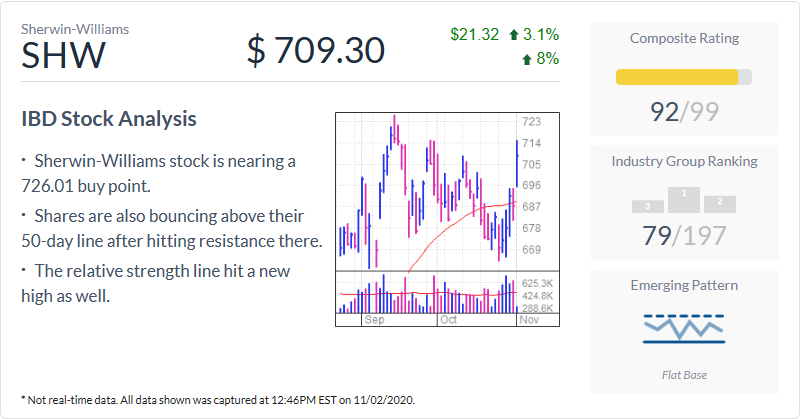 Sherwin-Williams
SHW
$ 709.30
$21.32 3.1%
8%
IBD Stock Analysis
· Sherwin-Williams stock is nearing a
726.01 buy point.
· Shares are also bouncing above their
50-day line after hitting resistance there.
· The relative strength line hit a new
high as well.
723
714
705
696
687
678
669
625.3K
424.8K
288.6K
Sep Oct Nov
Composite Rating
92/99
Industry Group Ranking
3 1 2
79/197
Emerging Pattern
Flat Base
* Not real-time data. All data shown was captured at 12:46PM EST on 11/02/2020.